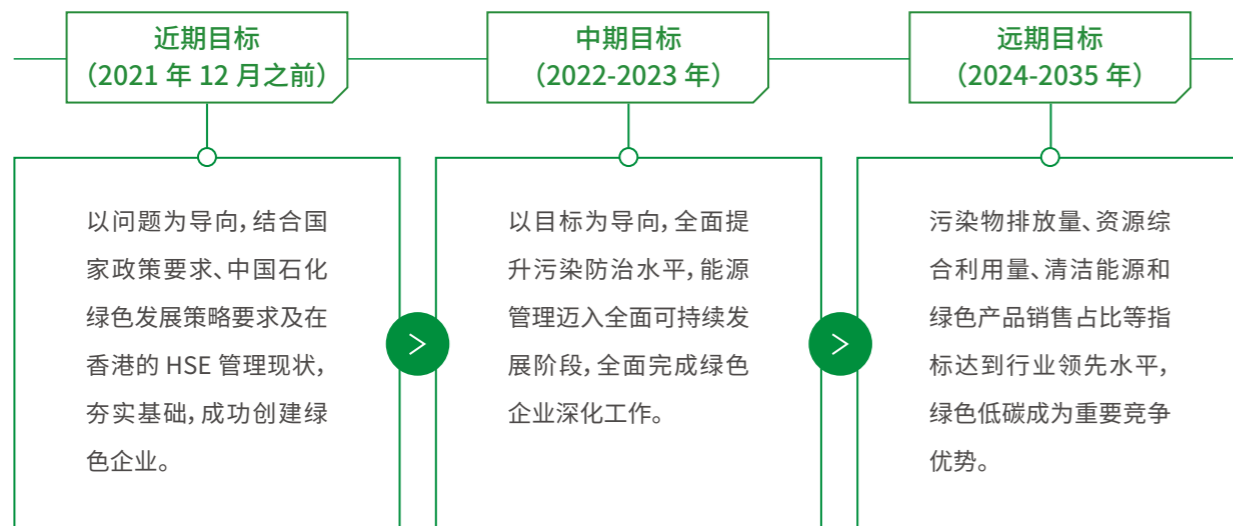 近期目标
（2021 年 12 月之前）
以问题为导向，结合国
家政策要求、中国石化
绿色发展策略要求及在
香港的 HSE 管理现状，
夯实基础，成功创建绿
色企业。
中期目标
（2022-2023 年）
以目标为导向，全面提
升污染防治水平，能源
管理迈入全面可持续发
展阶段，全面完成绿色
企业深化工作。
远期目标
（2024-2035 年）
污染物排放量、资源综
合利用量、清洁能源和
绿色产品销售占比等指
标达到行业领先水平，
绿色低碳成为重要竞争
优势。